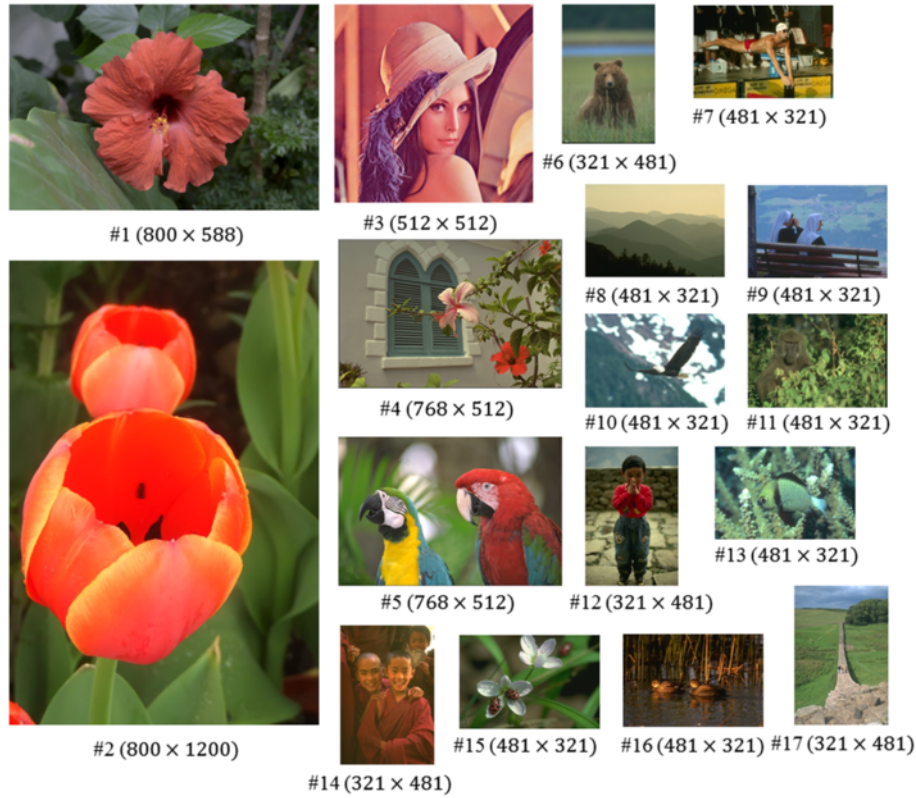 #1 (800 × 588)
#3 (512 × 512)
#6 (321 × 481)
#7 (481 × 321)
#8 (481 × 321)
#9 (481 × 321)
#4 (768 × 512)
#10 (481 × 321)
#11 (481 × 321)
#5 (768 × 512)
#12 (321 × 481)
#13 (481 × 321)
#2 (800 × 1200)
#14 (321 × 481)
#15 (481 × 321)
#16 (481 × 321)
#17 (321 × 481)